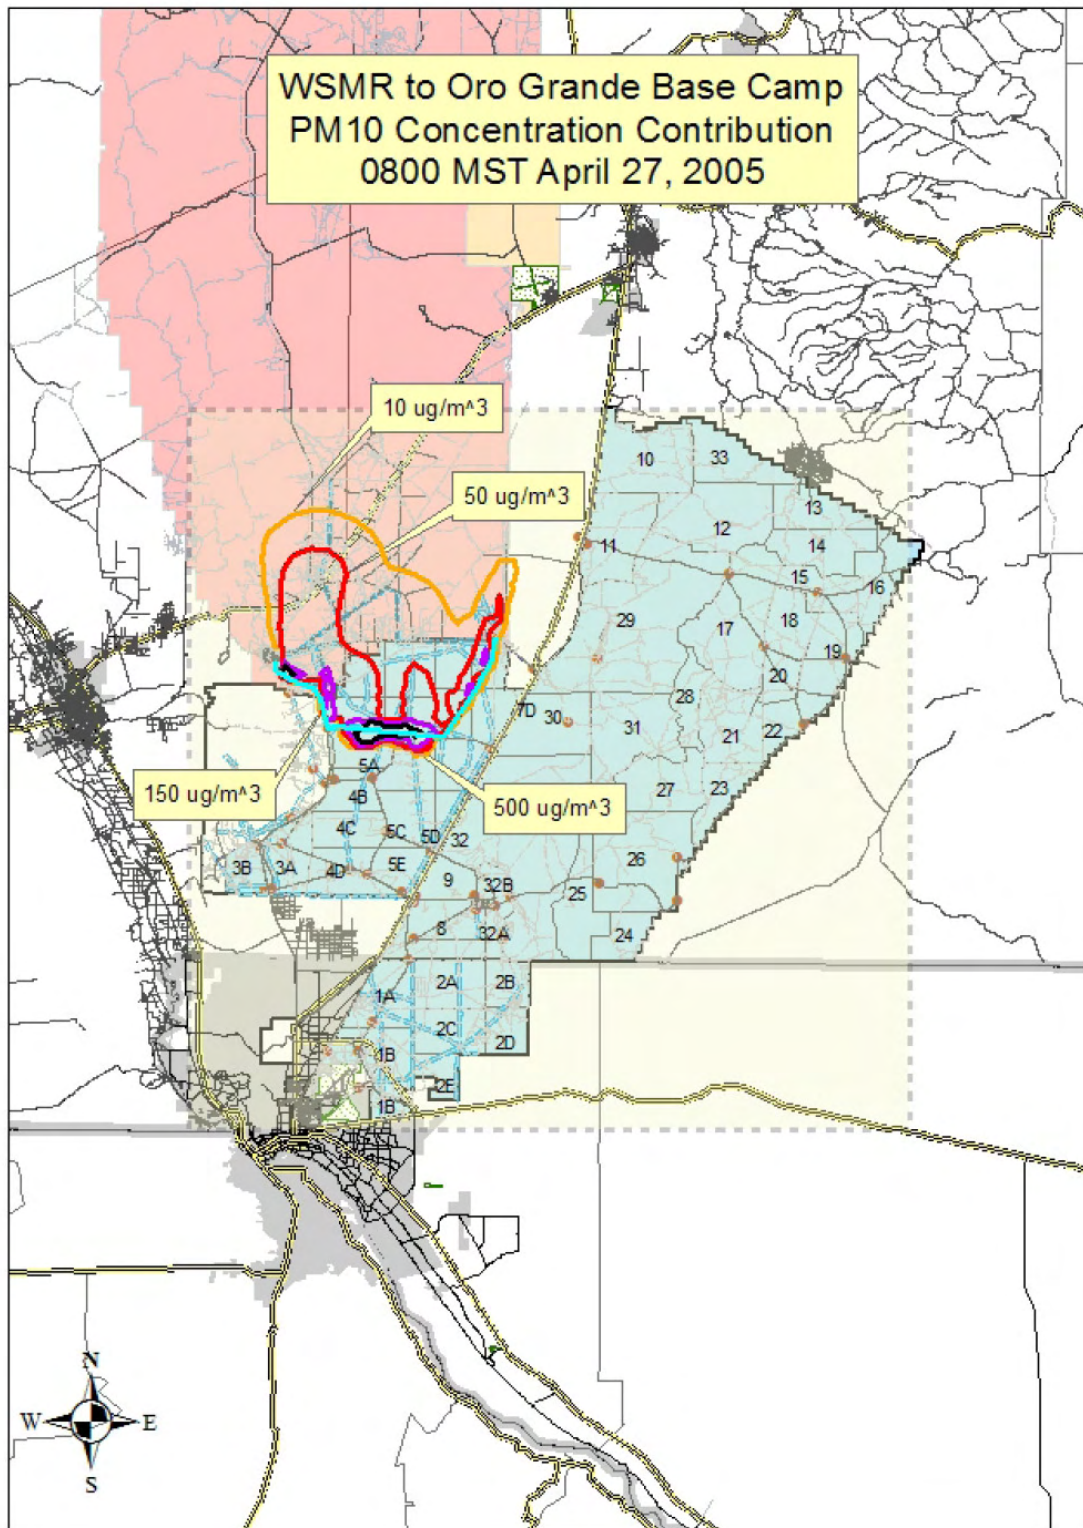 WSMR to Oro Grande Base Camp
PM10 Concentration Contribution
0800 MST April 27, 2005
10 ug/m^3
50 ug/m^3
10
33
13
12
11
14
15
16
29
17
18
19
20
28
7D
30
31
21
22
150 ug/m^3
5A
500 ug/m^3
27
23
4B
4C
5C
5D
32
3B
3A
4D
5E
9
32B
25
26
8
32A
24
1A
2A
2B
2C
2D
1B
2E
1B
N
W
E
S